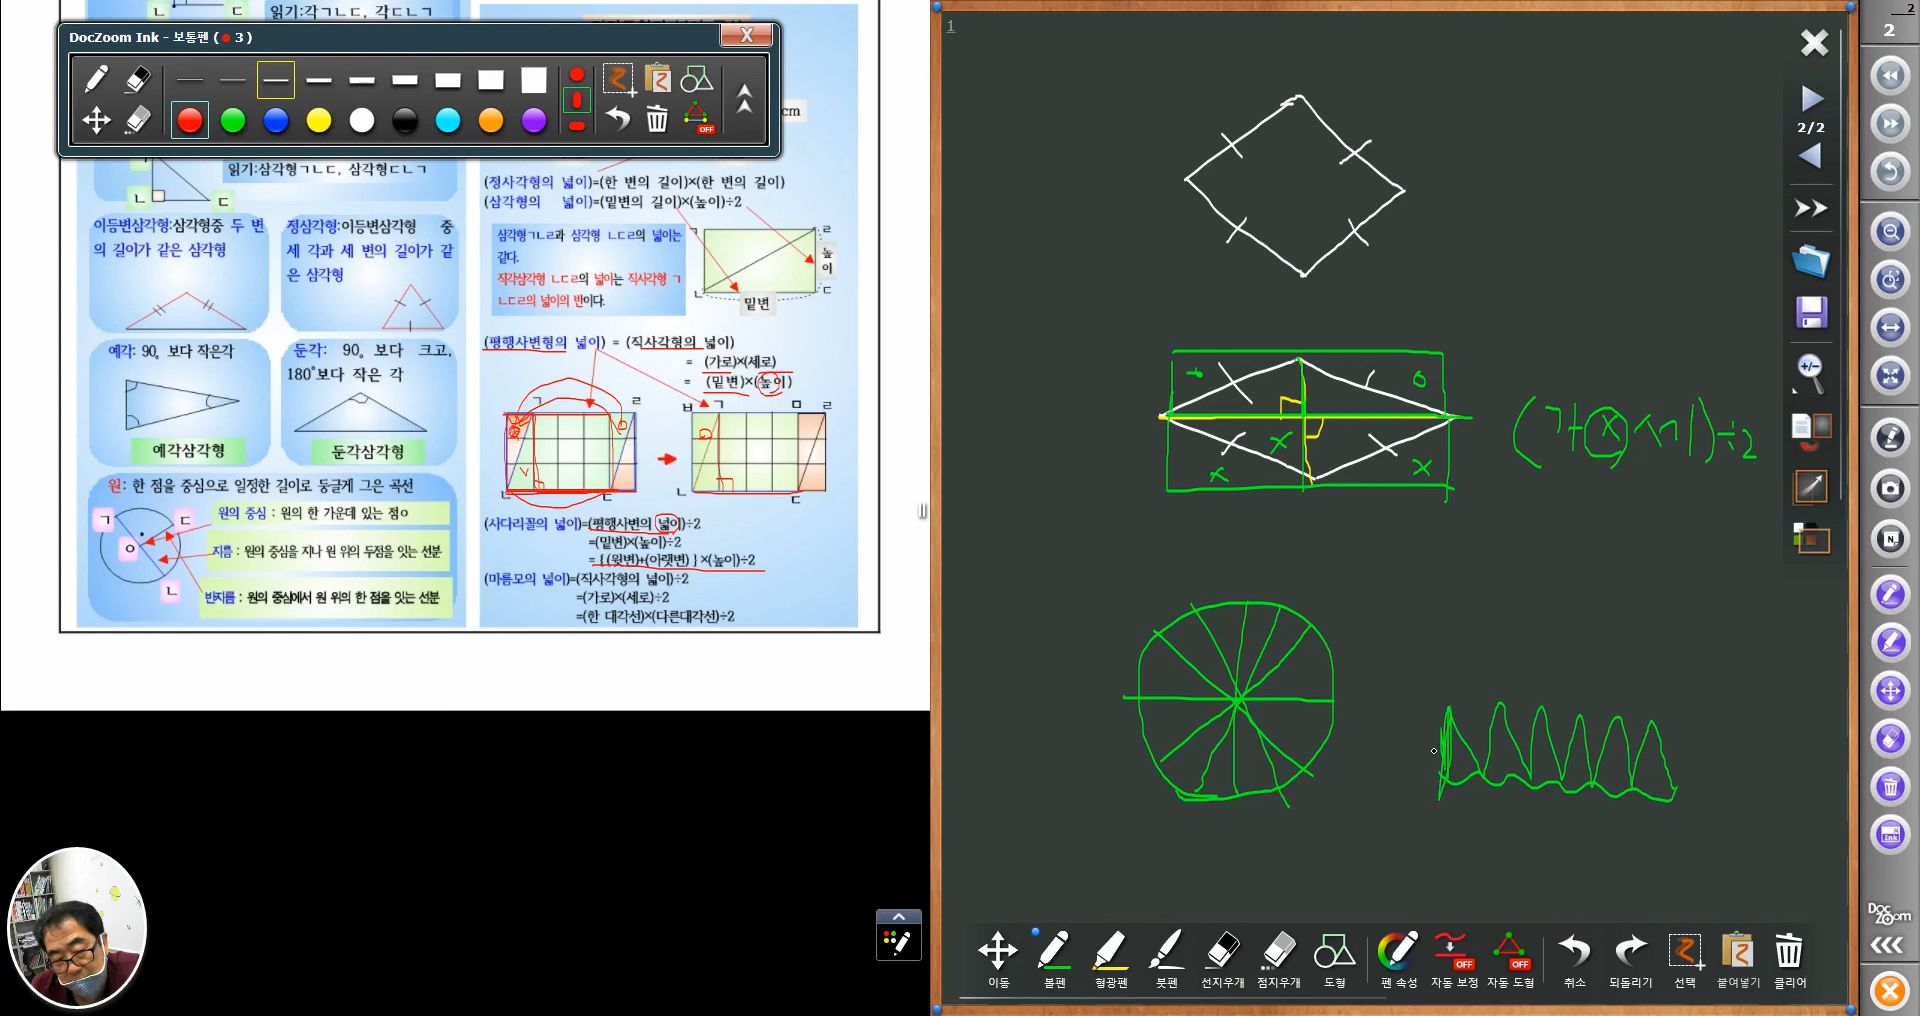 ㄴ ㄷ
읽기:각ㄱㄴㄷ, 각ㄷㄴㄱ
DocZoom Ink - 보통펜 ( ● 3 )
X
OFF
cm
읽기:삼각형ㄱㄴㄷ, 삼각형ㄷㄴㄱ
ㄴ ㄷ
이등변삼각형:삼각형중 두 변
의 길이가 같은 삼각형
정삼각형:이등변삼각형 중
세 각과 세 변의 길이가 같
은 삼각형
예각: 90。 보다 작은각
예각삼각형
둔각: 90。 보다 크고,
180°보다 작은 각
둔각삼각형
원: 한 점을 중심으로 일정한 길이로 둥글게 그은 곡선
ㄱ ㄷ
ㅇ
ㄴ
원의 중심 : 원의 한 가운데 있는 점ㅇ
지름 : 원의 중심을 지나 원 위의 두점을 잇는 선분
반지름 : 원의 중심에서 원 위의 한 점을 잇는 선분
(정사각형의 넓이)=(한 변의 길이)×(한 변의 길이)
(삼각형의 넓이)=(밑변의 길이)×(높이)÷2
삼각형ㄱㄴㄹ과 삼각형 ㄴㄷㄹ의 넓이는
같다.
직각삼각형 ㄴㄷㄹ의 넓이는 직사각형 ㄱ
ㄴㄷㄹ의 넓이의 반이다.
ㄱ ㄹ
높이
ㄴ ㄷ
밑변
(평행사변형의 넓이) = (직사각형의 넓이)
= (가로)×(세로)
= (밑변)×(높이)
ㄱ ㄹ ㅂ ㄱ ㅁ ㄹ
ㄴ ㄷ ㄴ ㄷ
(사다리꼴의 넓이)=(평행사변의 넓이)÷2
=(밑변)×(높이)÷2
= { (윗변)+(아랫변) } ×(높이)÷2
(마름모의 넓이)=(직사각형의 넓이)÷2
=(가로)×(세로)÷2
=(한 대각선)×(다른대각선)÷2
1
2/2
÷2
2
2
N
Ink
DocZoom
이동 볼펜 형광펜 붓펜 선지우개 점지우개 도형 펜 속성 자동 보정 자동 도형 취소 되돌리기 선택 붙여넣기 클리어
OFF OFF